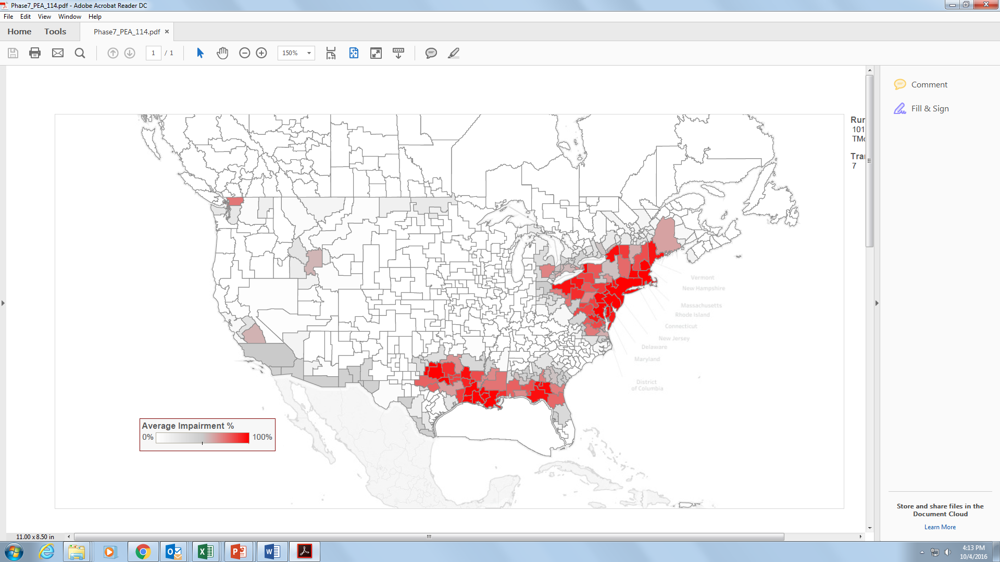 Phase7_PEA_114.pdf - Adobe Acrobat Reader DC
File Edit View Window Help
Home Tools Phase7_PEA_114.pdf ×
1 / 1 150%
Comment
Fill & Sign
Rur
101
TMo
Tra
7
Vermont
New Hampshire
Massachusetts
Rhode Island
Connecticut
New Jersey
Delaware
Maryland
District
of Columbia
Average Impairment %
0% 100%
Store and share files in the
Document Cloud
Learn More
11.00 x 8.50 in
4:13 PM
10/4/2016